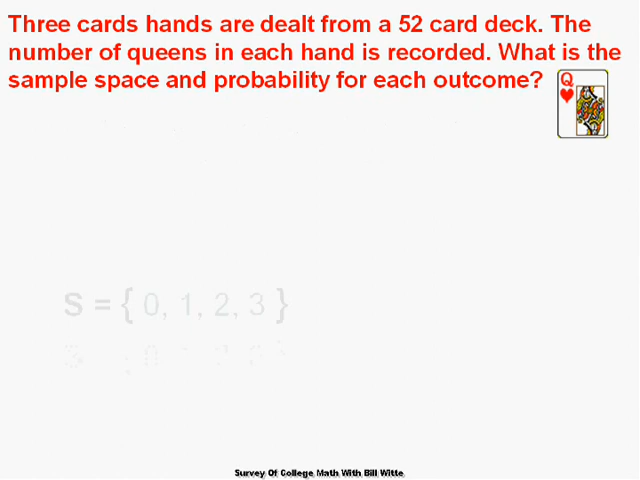 Three cards hands are dealt from a 52 card deck. The
number of queens in each hand is recorded. What is the
sample space and probability for each outcome?
Q
S = { 0, 1, 2, 3 }
Survey Of College Math With Bill Witte